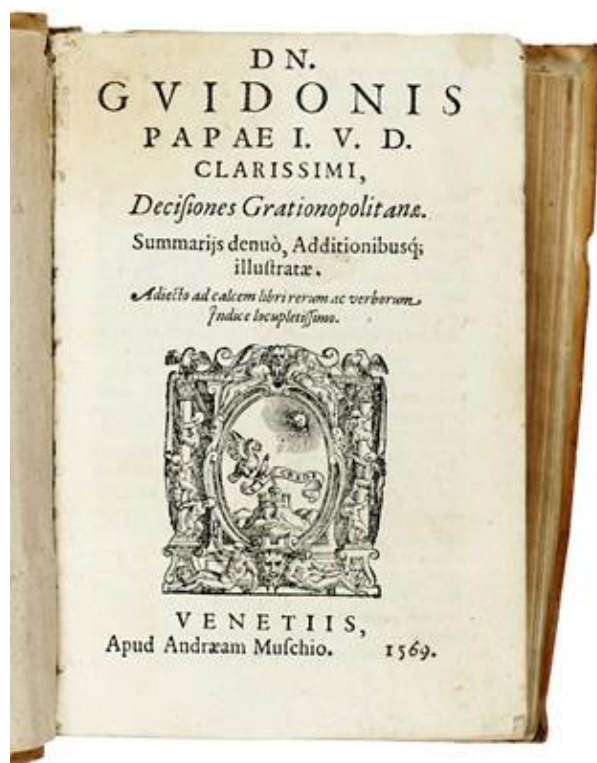 DN.
GVIDONIS
PAPAE I. V. D.
CLARISSIMI,
Deciſiones Grationopolitanæ.
Summarijs denuò, Additionibusq́;
illuſtratæ.
Adiecto ad calcem libri rerum ac verborum
Indice locupletiſſimo.
VENETIIS,
Apud Andræam Muſchio. 1569.